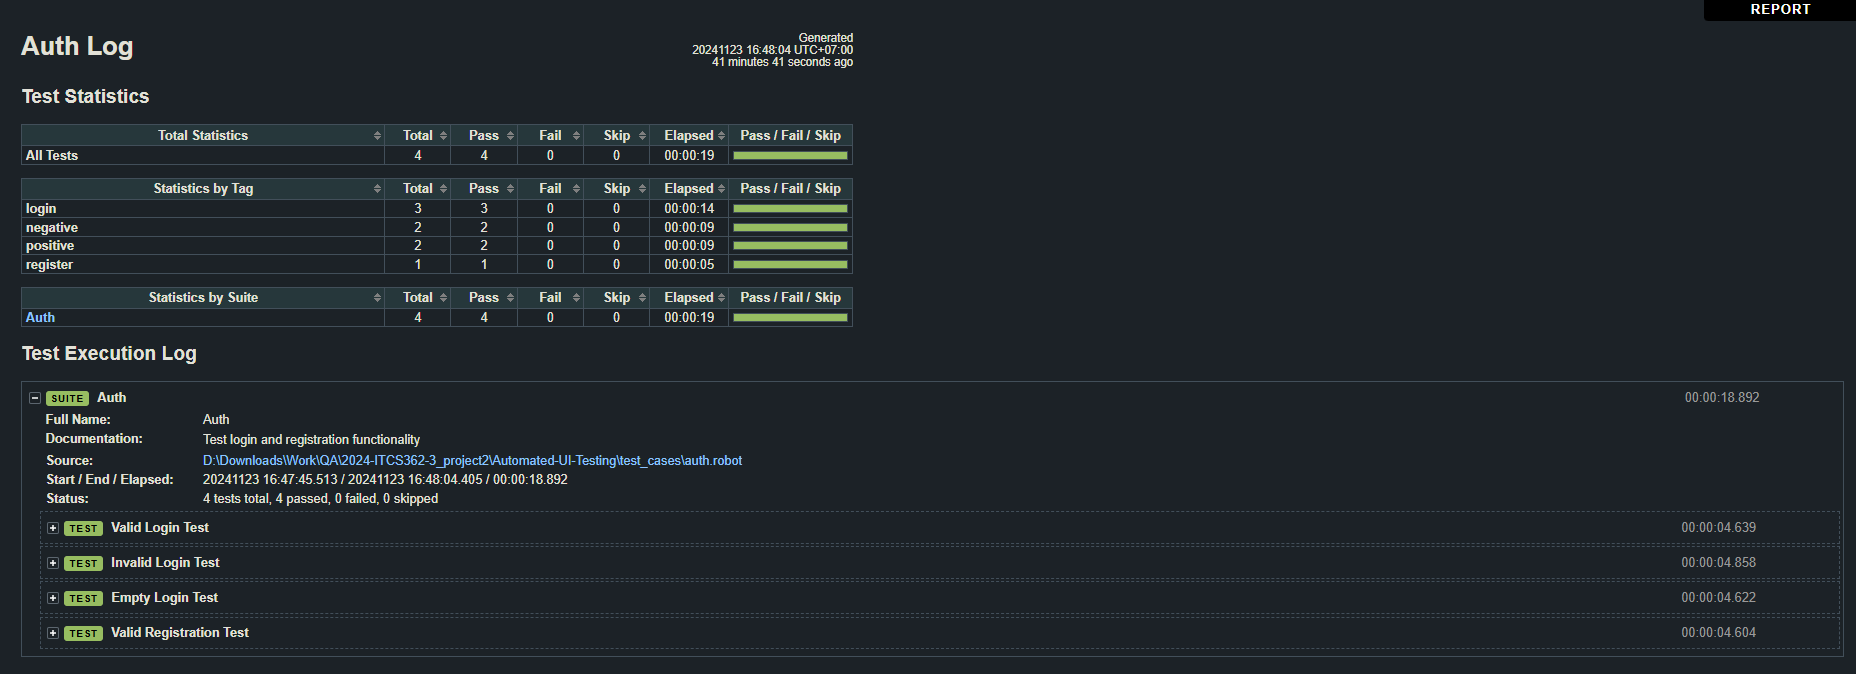 REPORT
Auth Log
Generated
20241123 16:48:04 UTC+07:00
41 minutes 41 seconds ago
Test Statistics
Total Statistics Total Pass Fail Skip Elapsed Pass / Fail / Skip
All Tests 4 4 0 0 00:00:19
Statistics by Tag Total Pass Fail Skip Elapsed Pass / Fail / Skip
login 3 3 0 0 00:00:14
negative 2 2 0 0 00:00:09
positive 2 2 0 0 00:00:09
register 1 1 0 0 00:00:05
Statistics by Suite Total Pass Fail Skip Elapsed Pass / Fail / Skip
Auth 4 4 0 0 00:00:19
Test Execution Log
SUITE Auth 00:00:18.892
Full Name: Auth
Documentation: Test login and registration functionality
Source: D:\Downloads\Work\QA\2024-ITCS362-3_project2\Automated-UI-Testing\test_cases\auth.robot
Start / End / Elapsed: 20241123 16:47:45.513 / 20241123 16:48:04.405 / 00:00:18.892
Status: 4 tests total, 4 passed, 0 failed, 0 skipped
TEST Valid Login Test 00:00:04.639
TEST Invalid Login Test 00:00:04.858
TEST Empty Login Test 00:00:04.622
TEST Valid Registration Test 00:00:04.604